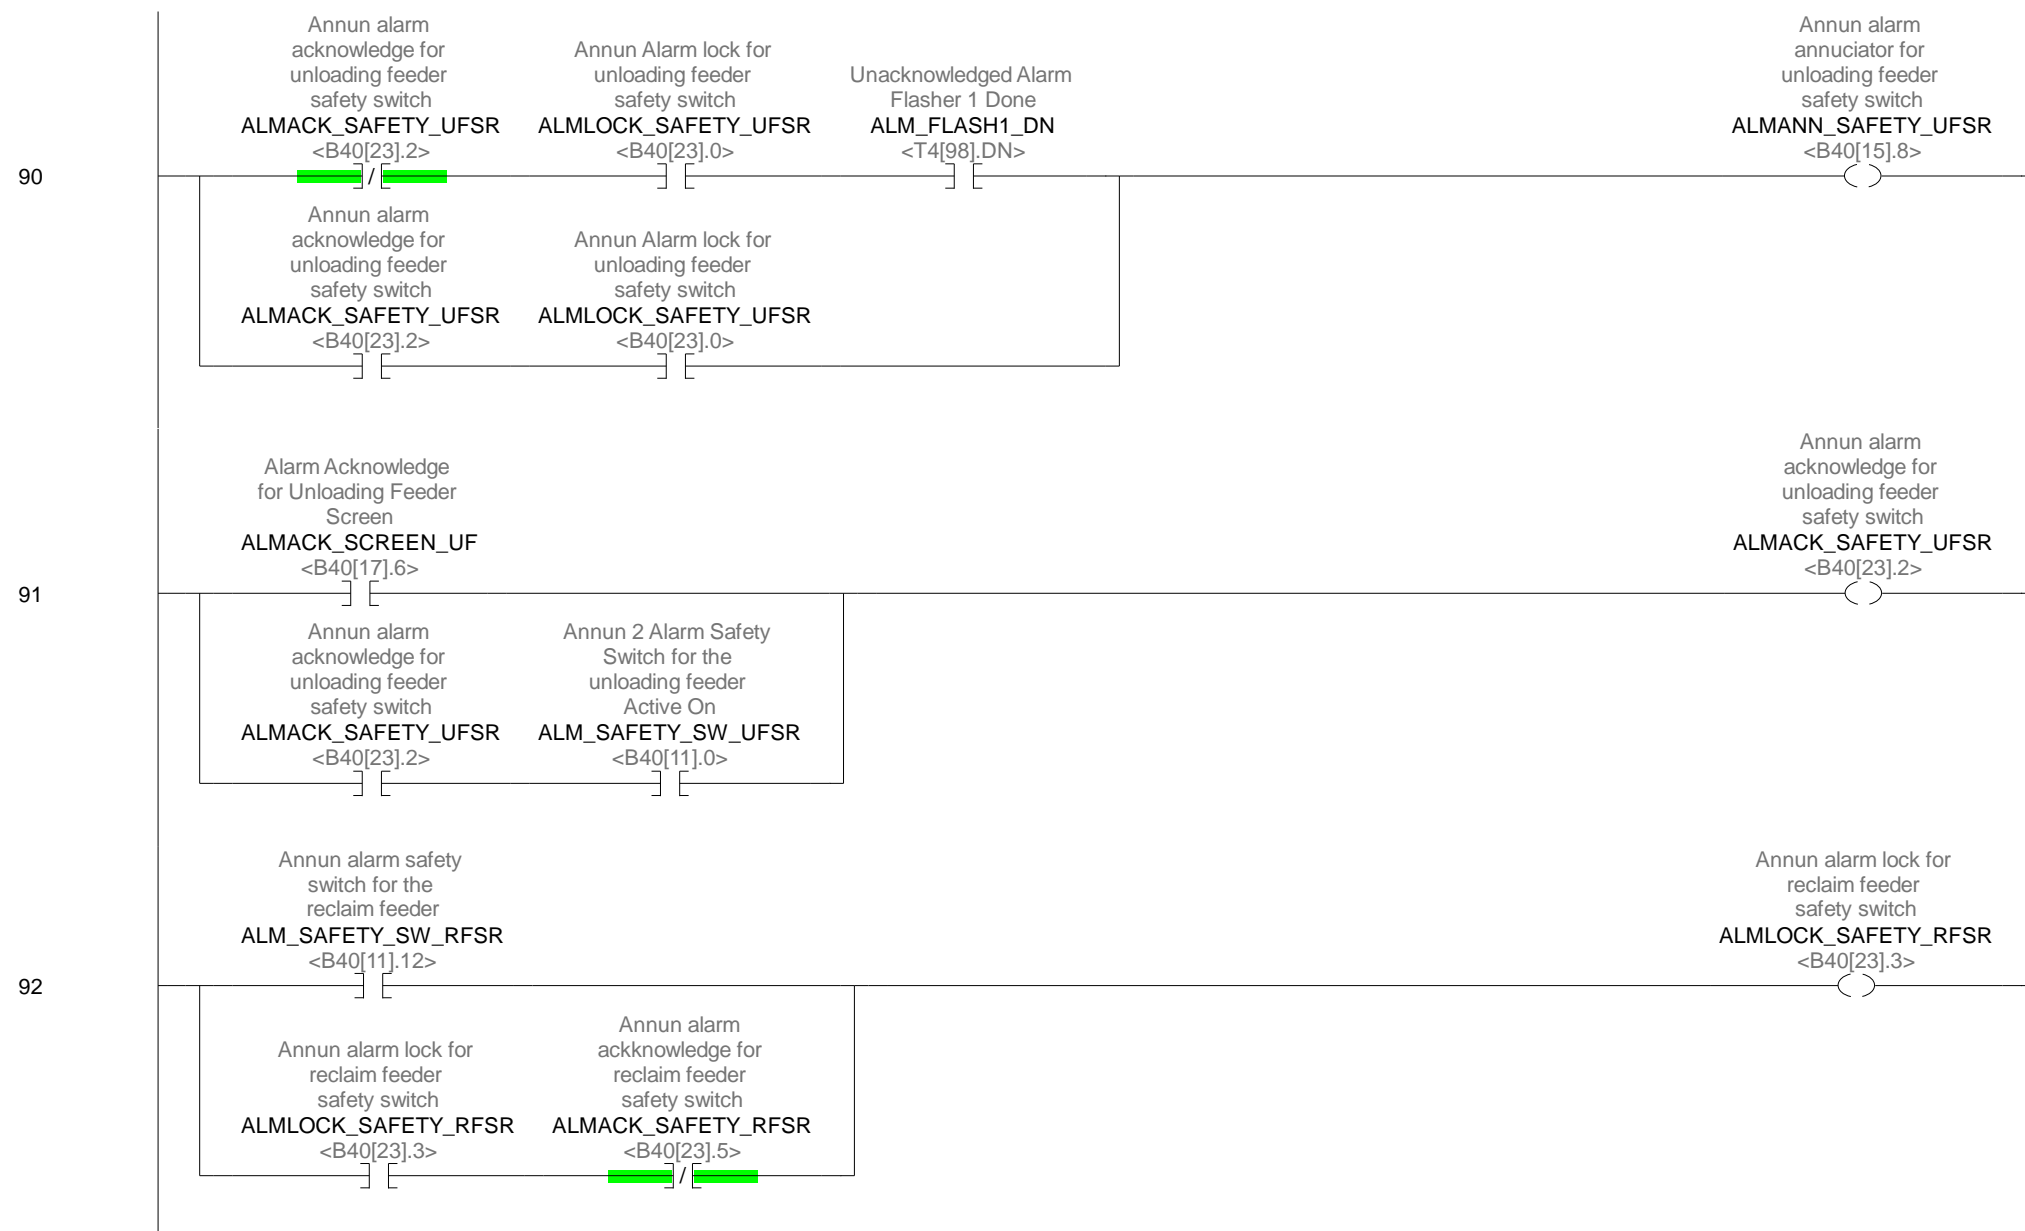 Annun alarm
acknowledge for
unloading feeder
safety switch
ALMACK_SAFETY_UFSR
<B40[23].2>
Annun Alarm lock for
unloading feeder
safety switch
ALMLOCK_SAFETY_UFSR
<B40[23].0>
Unacknowledged Alarm
Flasher 1 Done
ALM_FLASH1_DN
<T4[98].DN>
Annun alarm
annuciator for
unloading feeder
safety switch
ALMANN_SAFETY_UFSR
<B40[15].8>
90
/
Annun alarm
acknowledge for
unloading feeder
safety switch
ALMACK_SAFETY_UFSR
<B40[23].2>
Annun Alarm lock for
unloading feeder
safety switch
ALMLOCK_SAFETY_UFSR
<B40[23].0>
Alarm Acknowledge
for Unloading Feeder
Screen
ALMACK_SCREEN_UF
<B40[17].6>
Annun alarm
acknowledge for
unloading feeder
safety switch
ALMACK_SAFETY_UFSR
<B40[23].2>
91
Annun alarm
acknowledge for
unloading feeder
safety switch
ALMACK_SAFETY_UFSR
<B40[23].2>
Annun 2 Alarm Safety
Switch for the
unloading feeder
Active On
ALM_SAFETY_SW_UFSR
<B40[11].0>
Annun alarm safety
switch for the
reclaim feeder
ALM_SAFETY_SW_RFSR
<B40[11].12>
Annun alarm lock for
reclaim feeder
safety switch
ALMLOCK_SAFETY_RFSR
<B40[23].3>
92
Annun alarm lock for
reclaim feeder
safety switch
ALMLOCK_SAFETY_RFSR
<B40[23].3>
Annun alarm
ackknowledge for
reclaim feeder
safety switch
ALMACK_SAFETY_RFSR
<B40[23].5>
/